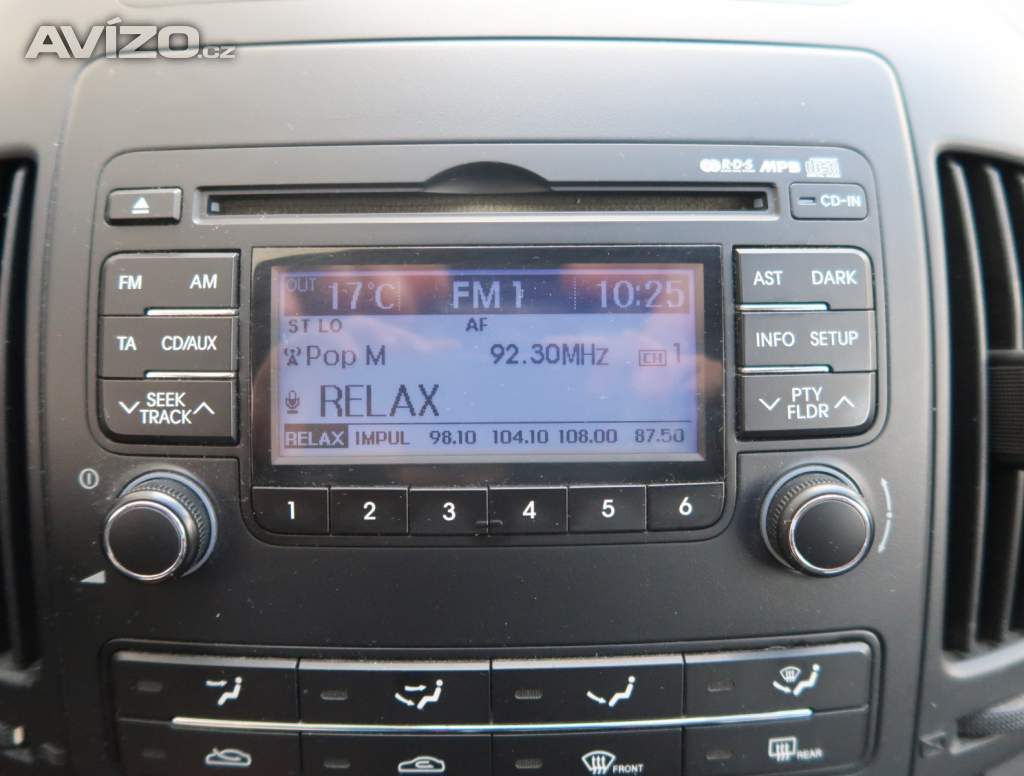 AVÍZO.cz
R·D·S MP3
CD-IN
FM AM
AST DARK
OUT 17°C FM 1 10:25
ST LO AF
TA CD/AUX
INFO SETUP
Pop M 92.30MHz CH 1
SEEK
TRACK
PTY
FLDR
RELAX
RELAX IMPUL 98.10 104.10 108.00 87.50
1 2 3 4 5 6
FRONT
REAR